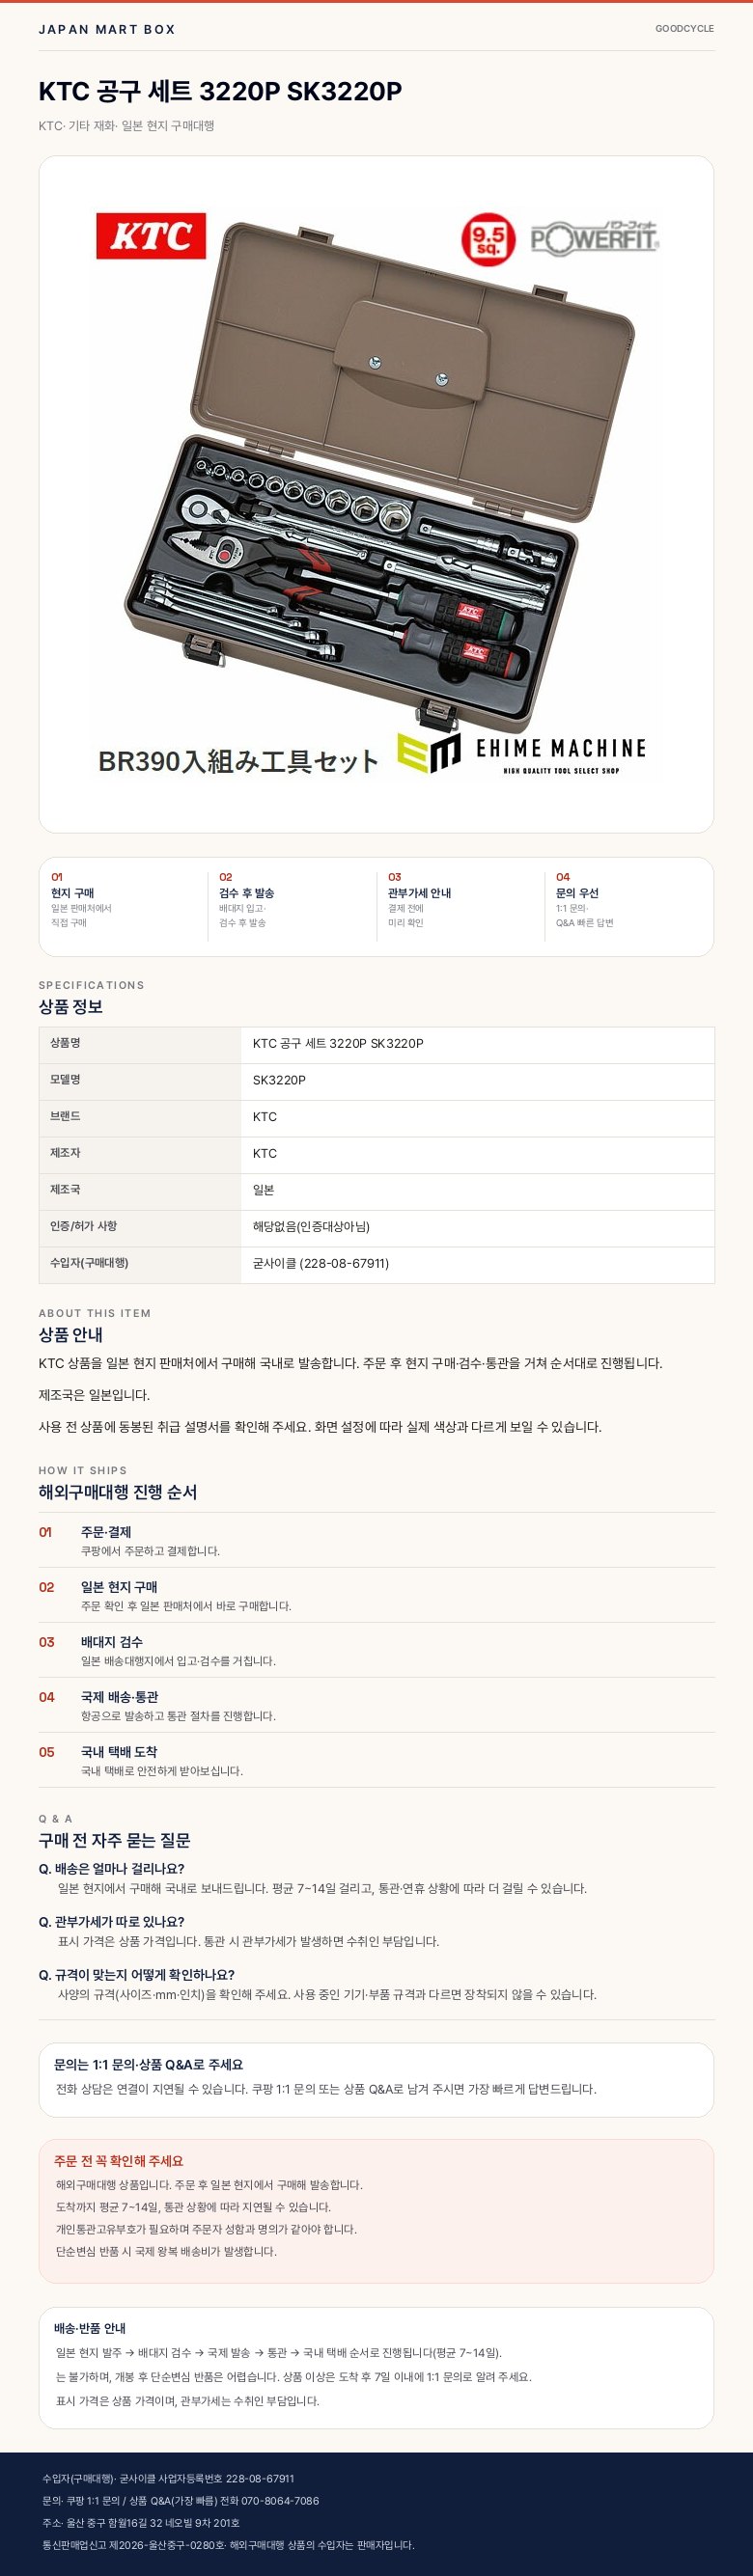 JAPAN MART BOX
GOODCYCLE
KTC 공구 세트 3220P SK3220P
KTC· 기타 재화· 일본 현지 구매대행
KTC
9.5
sq.
パワーフィット
POWERFIT
KTC
KTC
BR390入組み工具セット
EHIME MACHINE
HIGH QUALITY TOOL SELECT SHOP
01
현지 구매
일본 판매처에서
직접 구매
02
검수 후 발송
배대지 입고·
검수 후 발송
03
관부가세 안내
결제 전에
미리 확인
04
문의 우선
1:1 문의·
Q&A 빠른 답변
SPECIFICATIONS
상품 정보
상품명 KTC 공구 세트 3220P SK3220P
모델명 SK3220P
브랜드 KTC
제조자 KTC
제조국 일본
인증/허가 사항 해당없음(인증대상아님)
수입자(구매대행) 굳사이클 (228-08-67911)
ABOUT THIS ITEM
상품 안내
KTC 상품을 일본 현지 판매처에서 구매해 국내로 발송합니다. 주문 후 현지 구매·검수·통관을 거쳐 순서대로 진행됩니다.
제조국은 일본입니다.
사용 전 상품에 동봉된 취급 설명서를 확인해 주세요. 화면 설정에 따라 실제 색상과 다르게 보일 수 있습니다.
HOW IT SHIPS
해외구매대행 진행 순서
01 주문·결제
쿠팡에서 주문하고 결제합니다.
02 일본 현지 구매
주문 확인 후 일본 판매처에서 바로 구매합니다.
03 배대지 검수
일본 배송대행지에서 입고·검수를 거칩니다.
04 국제 배송·통관
항공으로 발송하고 통관 절차를 진행합니다.
05 국내 택배 도착
국내 택배로 안전하게 받아보십니다.
Q & A
구매 전 자주 묻는 질문
Q. 배송은 얼마나 걸리나요?
일본 현지에서 구매해 국내로 보내드립니다. 평균 7~14일 걸리고, 통관·연휴 상황에 따라 더 걸릴 수 있습니다.
Q. 관부가세가 따로 있나요?
표시 가격은 상품 가격입니다. 통관 시 관부가세가 발생하면 수취인 부담입니다.
Q. 규격이 맞는지 어떻게 확인하나요?
사양의 규격(사이즈·mm·인치)을 확인해 주세요. 사용 중인 기기·부품 규격과 다르면 장착되지 않을 수 있습니다.
문의는 1:1 문의·상품 Q&A로 주세요
전화 상담은 연결이 지연될 수 있습니다. 쿠팡 1:1 문의 또는 상품 Q&A로 남겨 주시면 가장 빠르게 답변드립니다.
주문 전 꼭 확인해 주세요
해외구매대행 상품입니다. 주문 후 일본 현지에서 구매해 발송합니다.
도착까지 평균 7~14일, 통관 상황에 따라 지연될 수 있습니다.
개인통관고유부호가 필요하며 주문자 성함과 명의가 같아야 합니다.
단순변심 반품 시 국제 왕복 배송비가 발생합니다.
배송·반품 안내
일본 현지 발주 → 배대지 검수 → 국제 발송 → 통관 → 국내 택배 순서로 진행됩니다(평균 7~14일).
는 불가하며, 개봉 후 단순변심 반품은 어렵습니다. 상품 이상은 도착 후 7일 이내에 1:1 문의로 알려 주세요.
표시 가격은 상품 가격이며, 관부가세는 수취인 부담입니다.
수입자(구매대행)· 굳사이클 사업자등록번호 228-08-67911
문의· 쿠팡 1:1 문의 / 상품 Q&A(가장 빠름) 전화 070-8064-7086
주소· 울산 중구 함월16길 32 네오빌 9차 201호
통신판매업신고 제2026-울산중구-0280호· 해외구매대행 상품의 수입자는 판매자입니다.